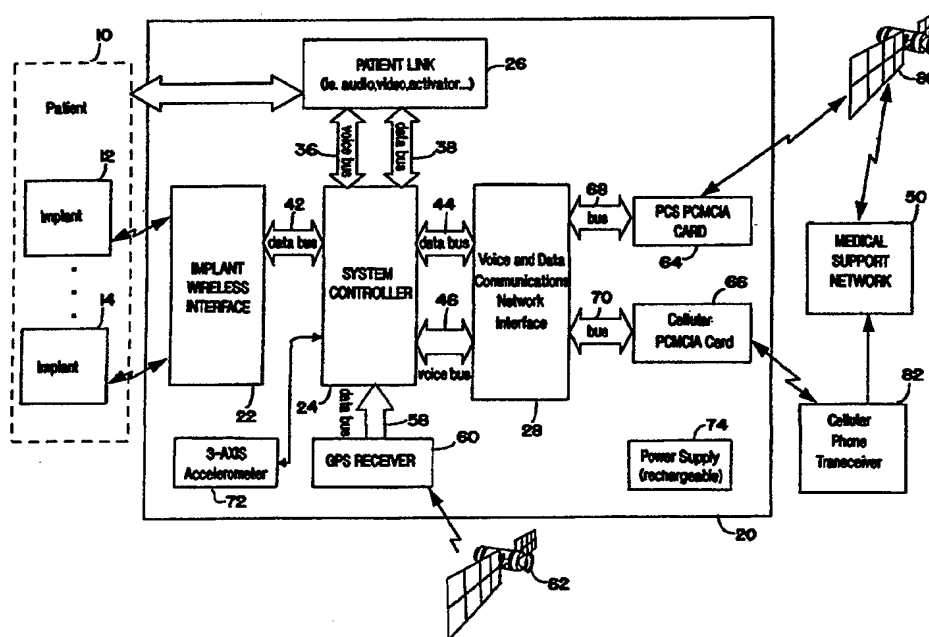 10
Patient
12
Implant
14
Implant
PATIENT LINK
(ie. audio,video,activator...)
26
36
voice bus
data bus
38
IMPLANT
WIRELESS
INTERFACE
22
42
data bus
SYSTEM
CONTROLLER
24
44
data bus
46
voice bus
Voice and Data
Communications
Network
Interface
28
68
bus
PCS PCMCIA
CARD
64
70
bus
66
Cellular
PCMCIA Card
80
50
MEDICAL
SUPPORT
NETWORK
82
Cellular
Phone
Transceiver
3-AXIS
Accelerometer
72
data bus
58
60
GPS RECEIVER
74
Power Supply
(rechargeable)
20
62